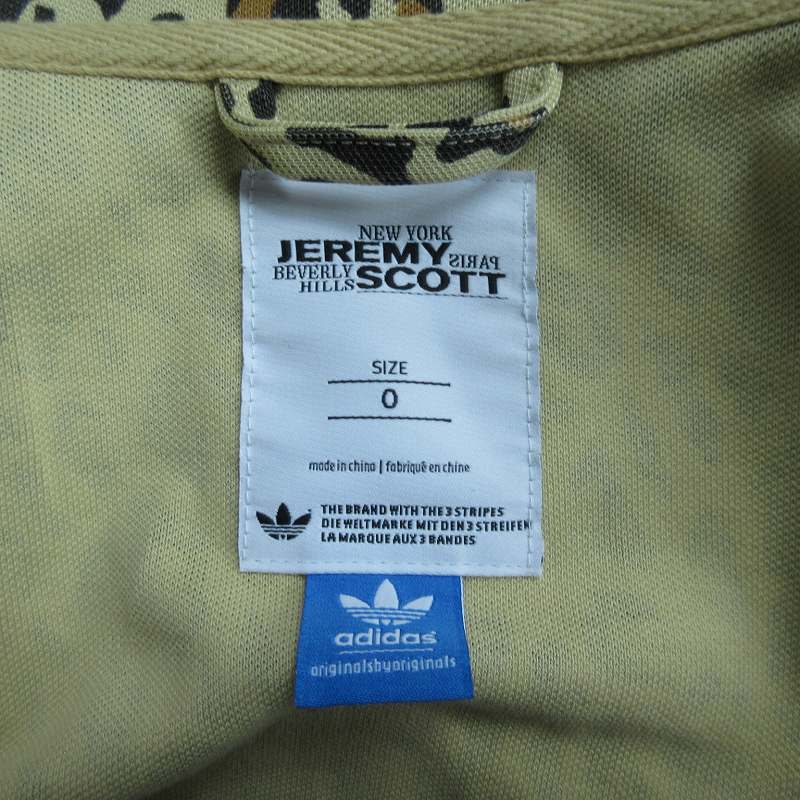 NEW YORK
JEREMY PARIS
BEVERLY SCOTT
HILLS
SIZE
0
made in china | fabriqué en chine
THE BRAND WITH THE 3 STRIPES
DIE WELTMARKE MIT DEN 3 STREIFEN
LA MARQUE AUX 3 BANDES
adidas
originalsbyoriginals